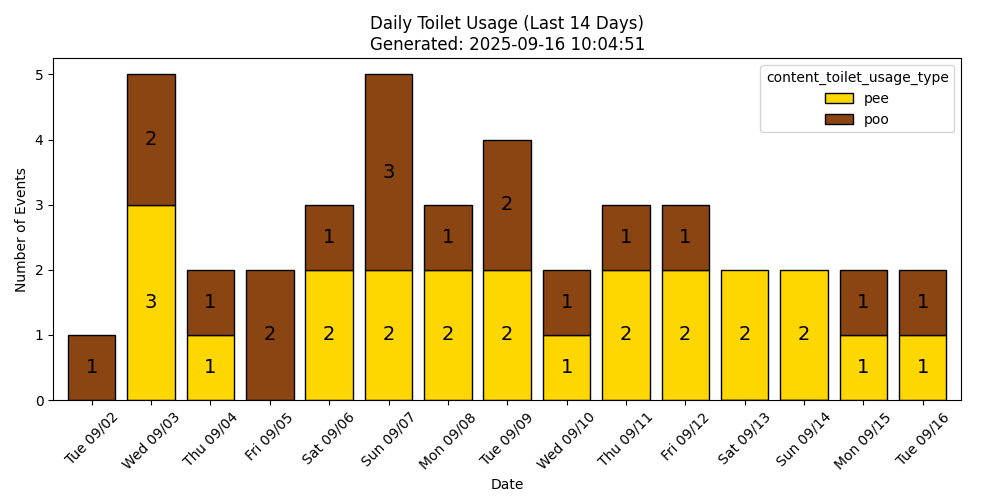 Daily Toilet Usage (Last 14 Days)
Generated: 2025-09-16 10:04:51
content_toilet_usage_type
pee
poo
Number of Events
5
4
3
2
1
0
1
2
3
1
1
2
1
2
3
2
1
2
2
2
1
1
1
2
1
2
2
2
1
1
1
1
Tue 09/02
Wed 09/03
Thu 09/04
Fri 09/05
Sat 09/06
Sun 09/07
Mon 09/08
Tue 09/09
Wed 09/10
Thu 09/11
Fri 09/12
Sat 09/13
Sun 09/14
Mon 09/15
Tue 09/16
Date